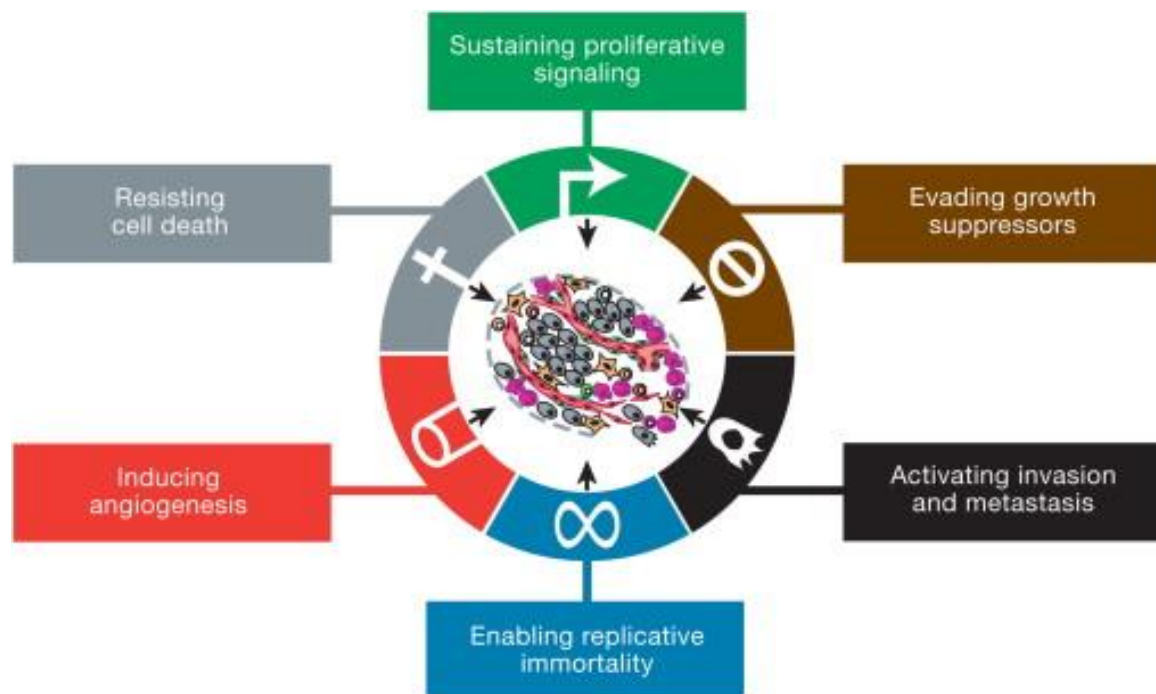 Sustaining proliferative
signaling
Resisting
cell death
Evading growth
suppressors
Inducing
angiogenesis
Activating invasion
and metastasis
Enabling replicative
immortality